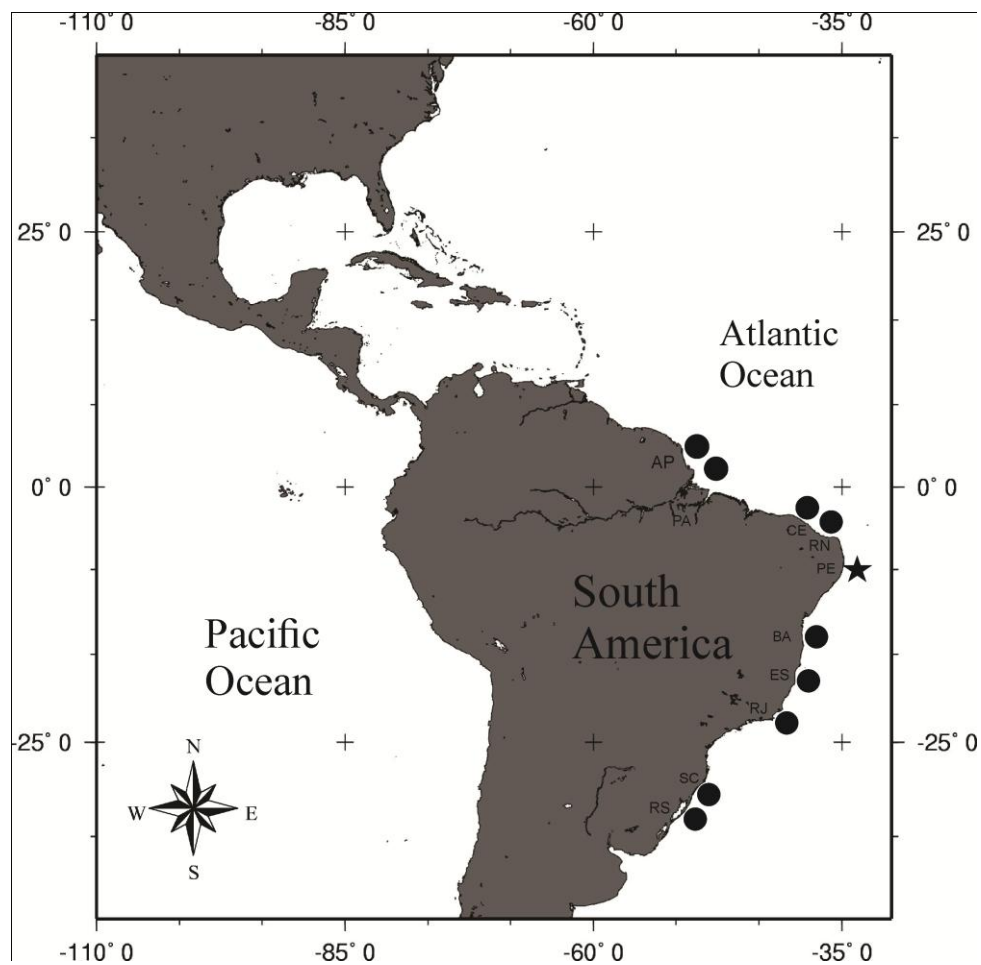 -110° 0 -85° 0 -60° 0 -35° 0
25° 0 25° 0
Atlantic
Ocean
AP
0° 0 0° 0
PA
CE
RN
PE
South
America
Pacific
Ocean
BA
ES
RJ
-25° 0 -25° 0
N
SC
W E
RS
S
-110° 0 -85° 0 -60° 0 -35° 0